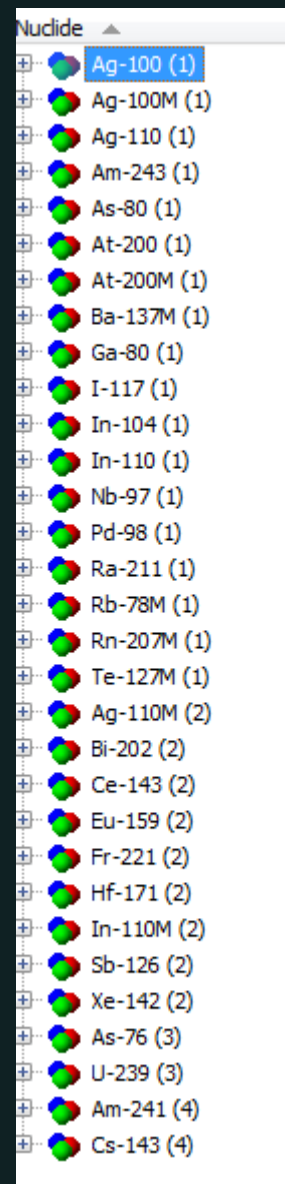 Nuclide
Ag-100 (1)
Ag-100M (1)
Ag-110 (1)
Am-243 (1)
As-80 (1)
At-200 (1)
At-200M (1)
Ba-137M (1)
Ga-80 (1)
I-117 (1)
In-104 (1)
In-110 (1)
Nb-97 (1)
Pd-98 (1)
Ra-211 (1)
Rb-78M (1)
Rn-207M (1)
Te-127M (1)
Ag-110M (2)
Bi-202 (2)
Ce-143 (2)
Eu-159 (2)
Fr-221 (2)
Hf-171 (2)
In-110M (2)
Sb-126 (2)
Xe-142 (2)
As-76 (3)
U-239 (3)
Am-241 (4)
Cs-143 (4)